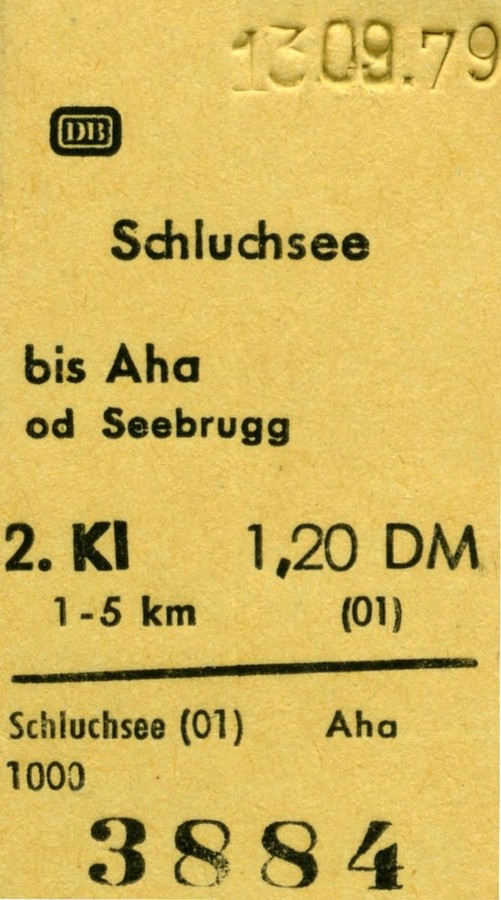 13.09.79
DB
Schluchsee
bis Aha
od Seebrugg
2. Kl 1,20 DM
1-5 km (01)
Schluchsee (01) Aha
1000
3884